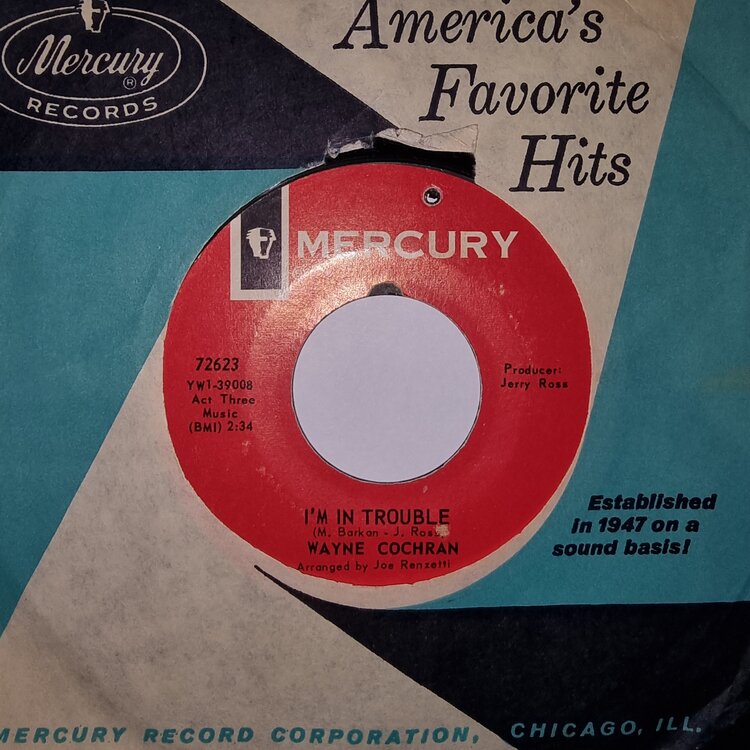 Mercury
®
RECORDS
America's
Favorite
Hits
MERCURY
72623
YW1-39008
Act Three
Music
(BMI) 2:34
Producer:
Jerry Ross
I'M IN TROUBLE
(M. Barkan - J. Ross)
WAYNE COCHRAN
Arranged by Joe Renzetti
Established
in 1947 on a
sound basis!
MERCURY RECORD CORPORATION, CHICAGO, ILL.